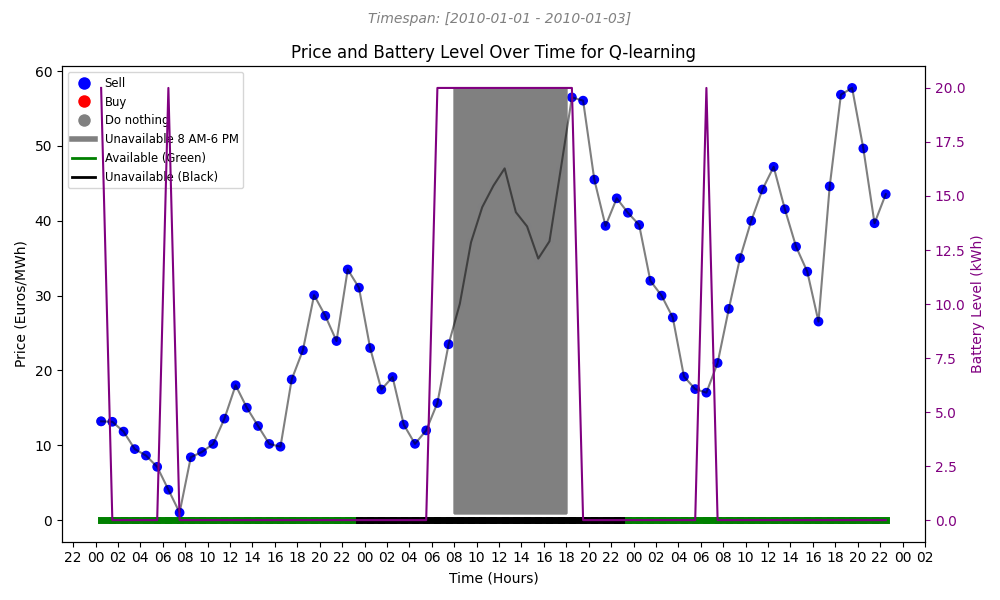 Timespan: [2010-01-01 - 2010-01-03]
Price and Battery Level Over Time for Q-learning
Sell
Buy
Do nothing
Unavailable 8 AM-6 PM
Available (Green)
Unavailable (Black)
60
50
40
30
20
10
0
Price (Euros/MWh)
20.0
17.5
15.0
12.5
10.0
7.5
5.0
2.5
0.0
Battery Level (kWh)
22 00 02 04 06 08 10 12 14 16 18 20 22 00 02 04 06 08 10 12 14 16 18 20 22 00 02 04 06 08 10 12 14 16 18 20 22 00 02
Time (Hours)